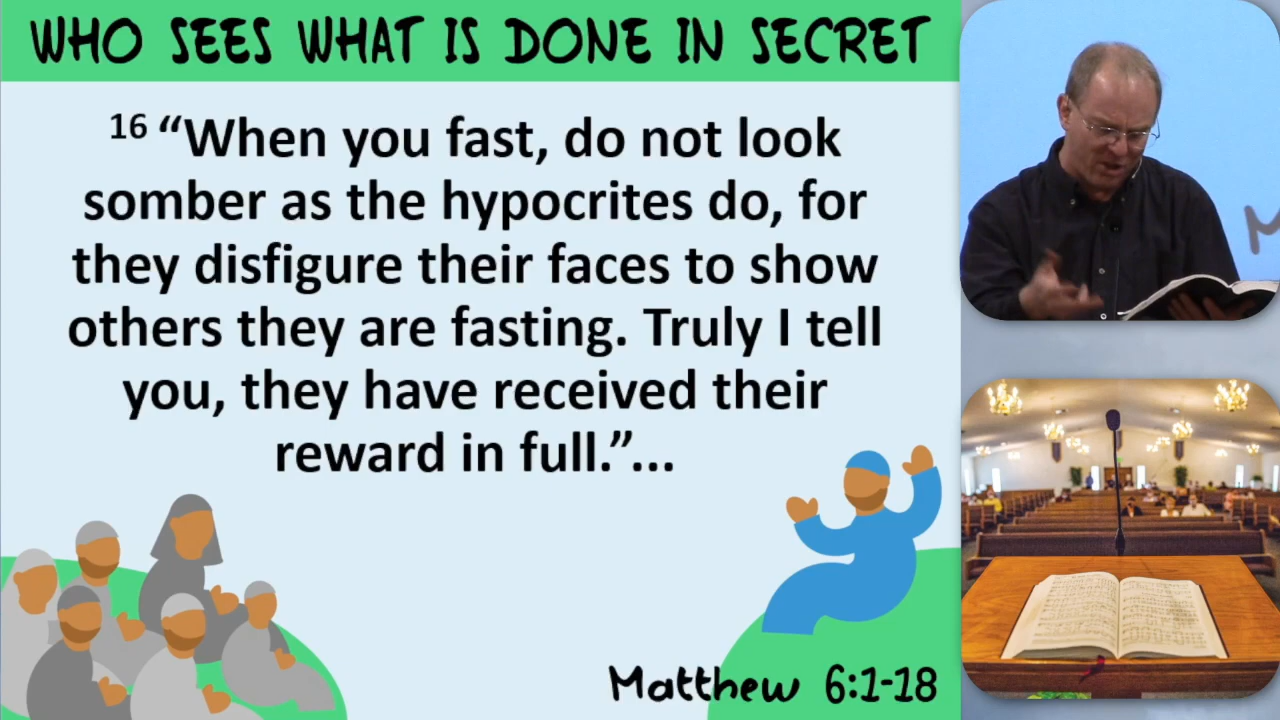 WHO SEES WHAT IS DONE IN SECRET
16 “When you fast, do not look
somber as the hypocrites do, for
they disfigure their faces to show
others they are fasting. Truly I tell
you, they have received their
reward in full.”...
Matthew 6:1-18